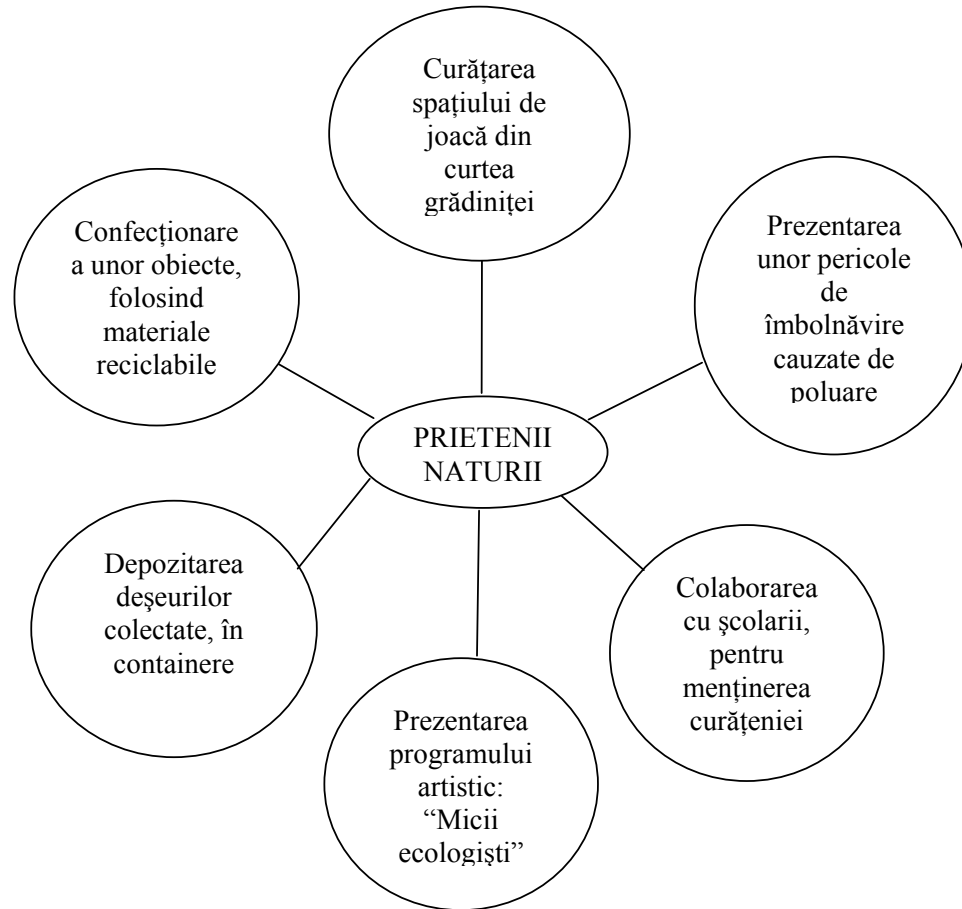 Curățarea
spațiului de
joacă din
curtea
grădiniței
Confecționare
a unor obiecte,
folosind
materiale
reciclabile
Prezentarea
unor pericole
de
îmbolnăvire
cauzate de
poluare
PRIETENII
NATURII
Depozitarea
deşeurilor
colectate, în
containere
Colaborarea
cu şcolarii,
pentru
menținerea
curățeniei
Prezentarea
programului
artistic:
“Micii
ecologişti”